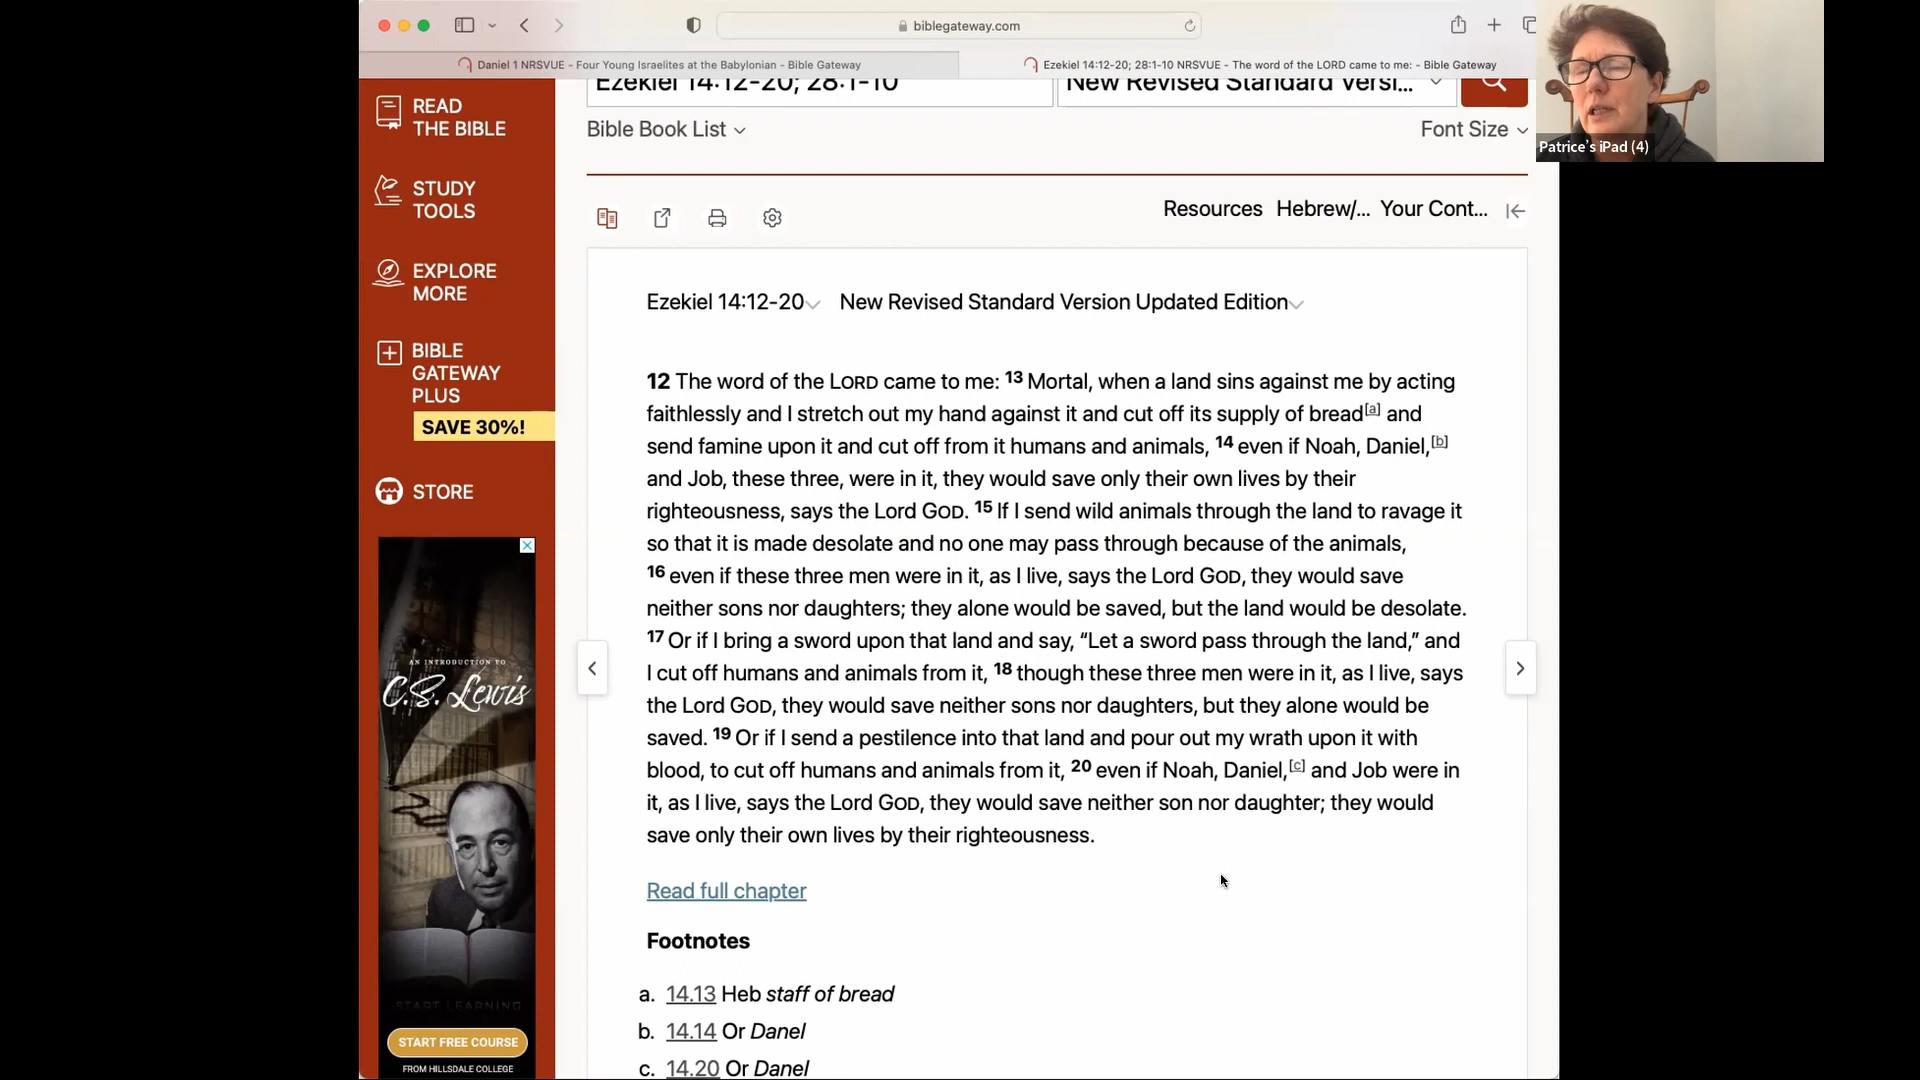 biblegateway.com
Daniel 1 NRSVUE - Four Young Israelites at the Babylonian - Bible Gateway
Ezekiel 14:12-20; 28:1-10 NRSVUE - The word of the LORD came to me: - Bible Gateway
Patrice's iPad (4)
READ
THE BIBLE
STUDY
TOOLS
EXPLORE
MORE
BIBLE
GATEWAY
PLUS
SAVE 30%!
STORE
AN INTRODUCTION TO
C.S. Lewis
START LEARNING
START FREE COURSE
FROM HILLSDALE COLLEGE
Ezekiel 14:12-20; 28:1-10
New Revised Standard Versi...
Bible Book List
Font Size
Resources Hebrew/... Your Cont...
Ezekiel 14:12-20 New Revised Standard Version Updated Edition
12 The word of the LORD came to me: 13 Mortal, when a land sins against me by acting
faithlessly and I stretch out my hand against it and cut off its supply of bread[a] and
send famine upon it and cut off from it humans and animals, 14 even if Noah, Daniel,[b]
and Job, these three, were in it, they would save only their own lives by their
righteousness, says the Lord GOD. 15 If I send wild animals through the land to ravage it
so that it is made desolate and no one may pass through because of the animals,
16 even if these three men were in it, as I live, says the Lord GOD, they would save
neither sons nor daughters; they alone would be saved, but the land would be desolate.
17 Or if I bring a sword upon that land and say, “Let a sword pass through the land,” and
I cut off humans and animals from it, 18 though these three men were in it, as I live, says
the Lord GOD, they would save neither sons nor daughters, but they alone would be
saved. 19 Or if I send a pestilence into that land and pour out my wrath upon it with
blood, to cut off humans and animals from it, 20 even if Noah, Daniel,[c] and Job were in
it, as I live, says the Lord GOD, they would save neither son nor daughter; they would
save only their own lives by their righteousness.
Read full chapter
Footnotes
a. 14.13 Heb staff of bread
b. 14.14 Or Danel
c. 14.20 Or Danel